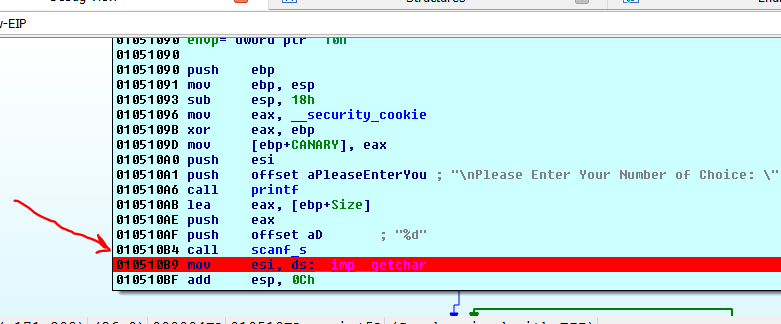 Debug View Structures
-EIP
01051090 envp= dword ptr 10h
01051090
01051090 push ebp
01051091 mov ebp, esp
01051093 sub esp, 18h
01051096 mov eax, __security_cookie
0105109B xor eax, ebp
0105109D mov [ebp+CANARY], eax
010510A0 push esi
010510A1 push offset aPleaseEnterYou ; "\nPlease Enter Your Number of Choice: \"
010510A6 call printf
010510AB lea eax, [ebp+Size]
010510AE push eax
010510AF push offset aD ; "%d"
010510B4 call scanf_s
010510B9 mov esi, ds:__imp__getchar
010510BF add esp, 0Ch